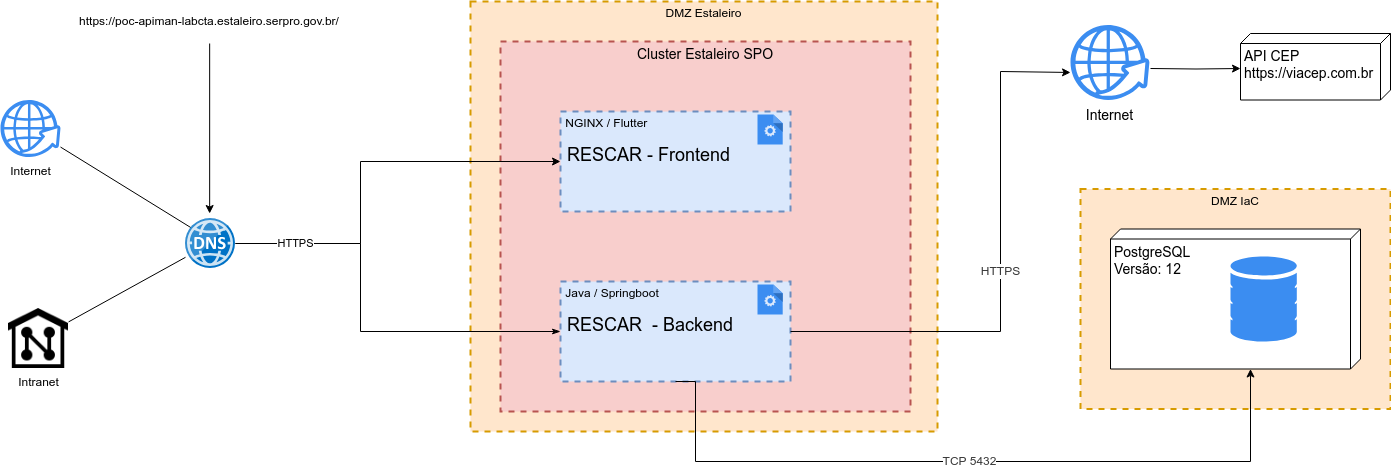 https://poc-apiman-labcta.estaleiro.serpro.gov.br/
Internet
DNS
Intranet
HTTPS
DMZ Estaleiro
Cluster Estaleiro SPO
NGINX / Flutter
RESCAR - Frontend
Java / Springboot
RESCAR  - Backend
HTTPS
Internet
API CEP
https://viacep.com.br
DMZ IaC
PostgreSQL
Versão: 12
TCP 5432